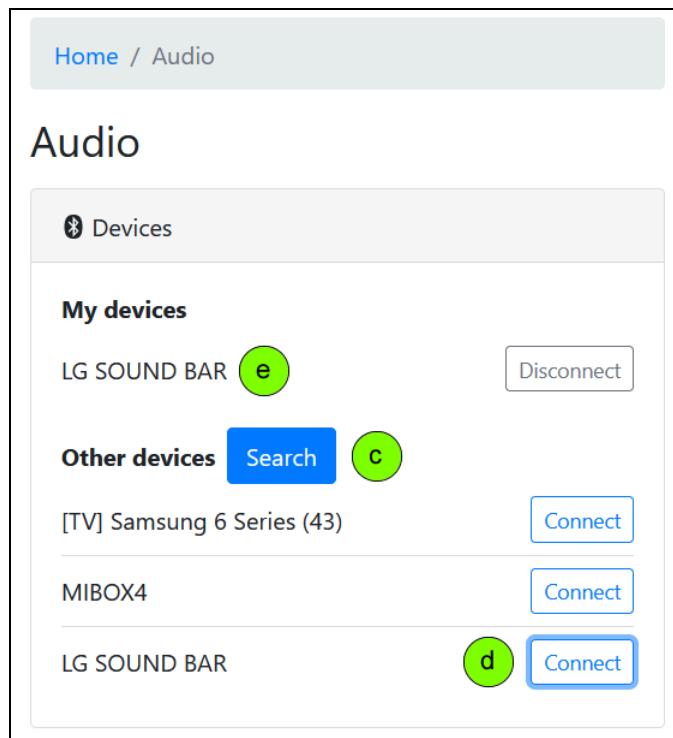 Home / Audio
Audio
Devices
My devices
LG SOUND BAR e Disconnect
Other devices Search c
[TV] Samsung 6 Series (43) Connect
MIBOX4 Connect
LG SOUND BAR d Connect